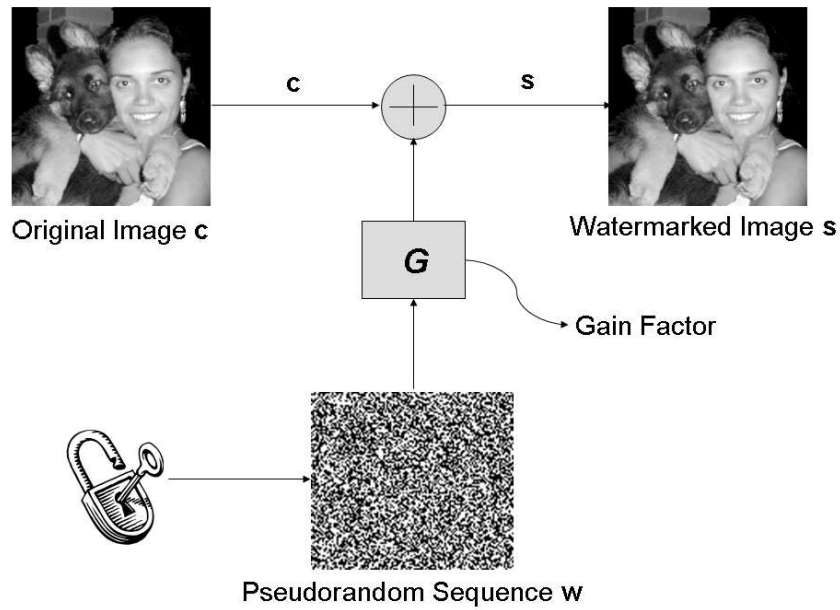 c
s
Original Image c
Watermarked Image s
G
Gain Factor
Pseudorandom Sequence w